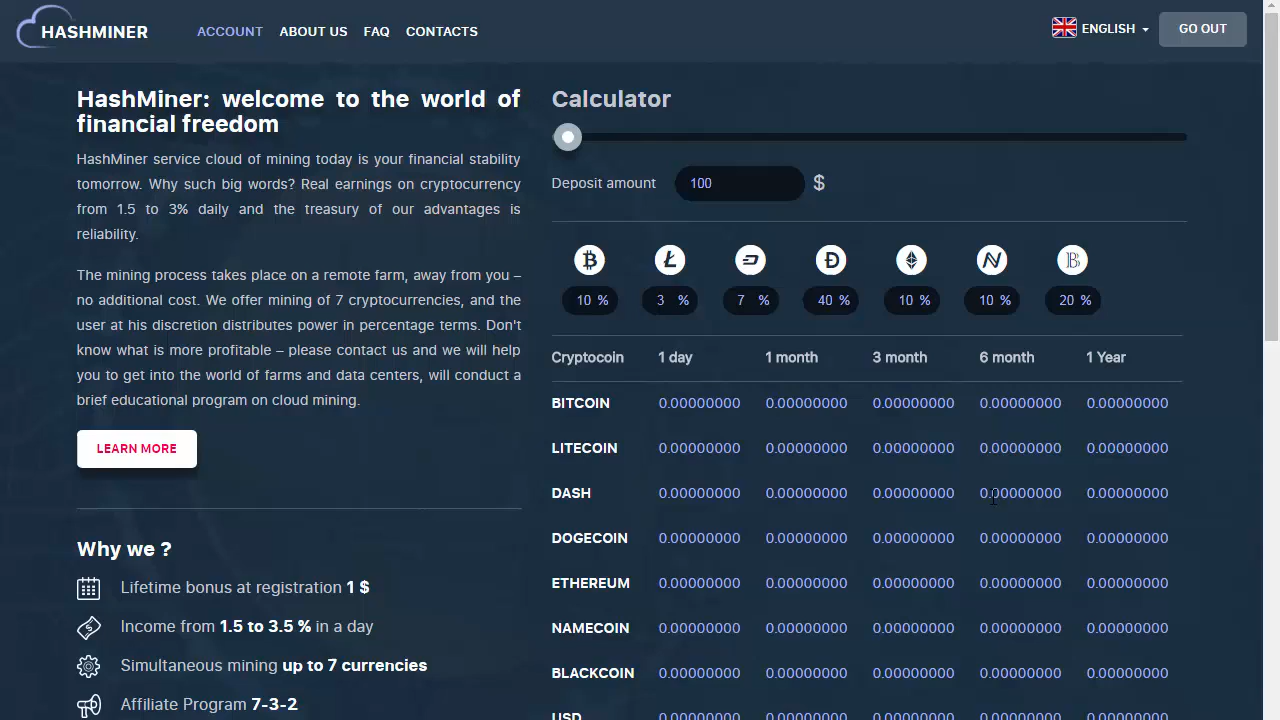 HASHMINER
ACCOUNT ABOUT US FAQ CONTACTS
ENGLISH
GO OUT
HashMiner: welcome to the world of
financial freedom
HashMiner service cloud of mining today is your financial stability
tomorrow. Why such big words? Real earnings on cryptocurrency
from 1.5 to 3% daily and the treasury of our advantages is
reliability.
The mining process takes place on a remote farm, away from you –
no additional cost. We offer mining of 7 cryptocurrencies, and the
user at his discretion distributes power in percentage terms. Don't
know what is more profitable – please contact us and we will help
you to get into the world of farms and data centers, will conduct a
brief educational program on cloud mining.
LEARN MORE
Why we ?
Lifetime bonus at registration 1 $
Income from 1.5 to 3.5 % in a day
Simultaneous mining up to 7 currencies
Affiliate Program 7-3-2
Calculator
Deposit amount 100 $
10 % 3 % 7 % 40 % 10 % 10 % 20 %
Cryptocoin 1 day 1 month 3 month 6 month 1 Year
BITCOIN 0.00000000 0.00000000 0.00000000 0.00000000 0.00000000
LITECOIN 0.00000000 0.00000000 0.00000000 0.00000000 0.00000000
DASH 0.00000000 0.00000000 0.00000000 0.00000000 0.00000000
DOGECOIN 0.00000000 0.00000000 0.00000000 0.00000000 0.00000000
ETHEREUM 0.00000000 0.00000000 0.00000000 0.00000000 0.00000000
NAMECOIN 0.00000000 0.00000000 0.00000000 0.00000000 0.00000000
BLACKCOIN 0.00000000 0.00000000 0.00000000 0.00000000 0.00000000
USD 0.00000000 0.00000000 0.00000000 0.00000000 0.00000000